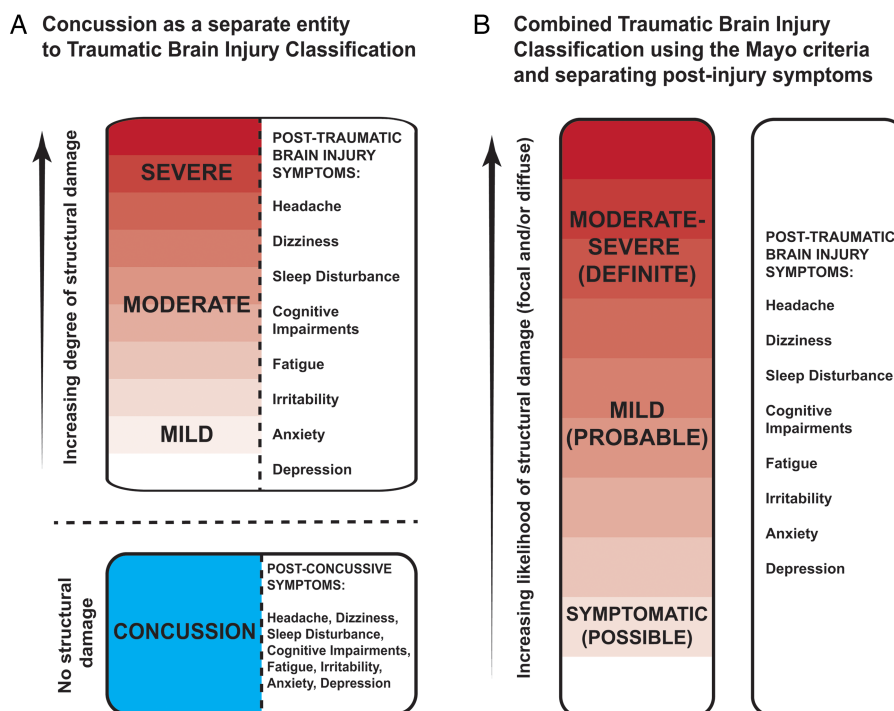 A
Concussion as a separate entity
to Traumatic Brain Injury Classification
Increasing degree of structural damage
SEVERE
MODERATE
MILD
POST-TRAUMATIC
BRAIN INJURY
SYMPTOMS:
Headache
Dizziness
Sleep Disturbance
Cognitive
Impairments
Fatigue
Irritability
Anxiety
Depression
No structural
damage
CONCUSSION
POST-CONCUSSIVE
SYMPTOMS:
Headache, Dizziness,
Sleep Disturbance,
Cognitive Impairments,
Fatigue, Irritability,
Anxiety, Depression
B
Combined Traumatic Brain Injury
Classification using the Mayo criteria
and separating post-injury symptoms
Increasing likelihood of structural damage (focal and/or diffuse)
MODERATE-
SEVERE
(DEFINITE)
MILD
(PROBABLE)
SYMPTOMATIC
(POSSIBLE)
POST-TRAUMATIC
BRAIN INJURY
SYMPTOMS:
Headache
Dizziness
Sleep Disturbance
Cognitive
Impairments
Fatigue
Irritability
Anxiety
Depression